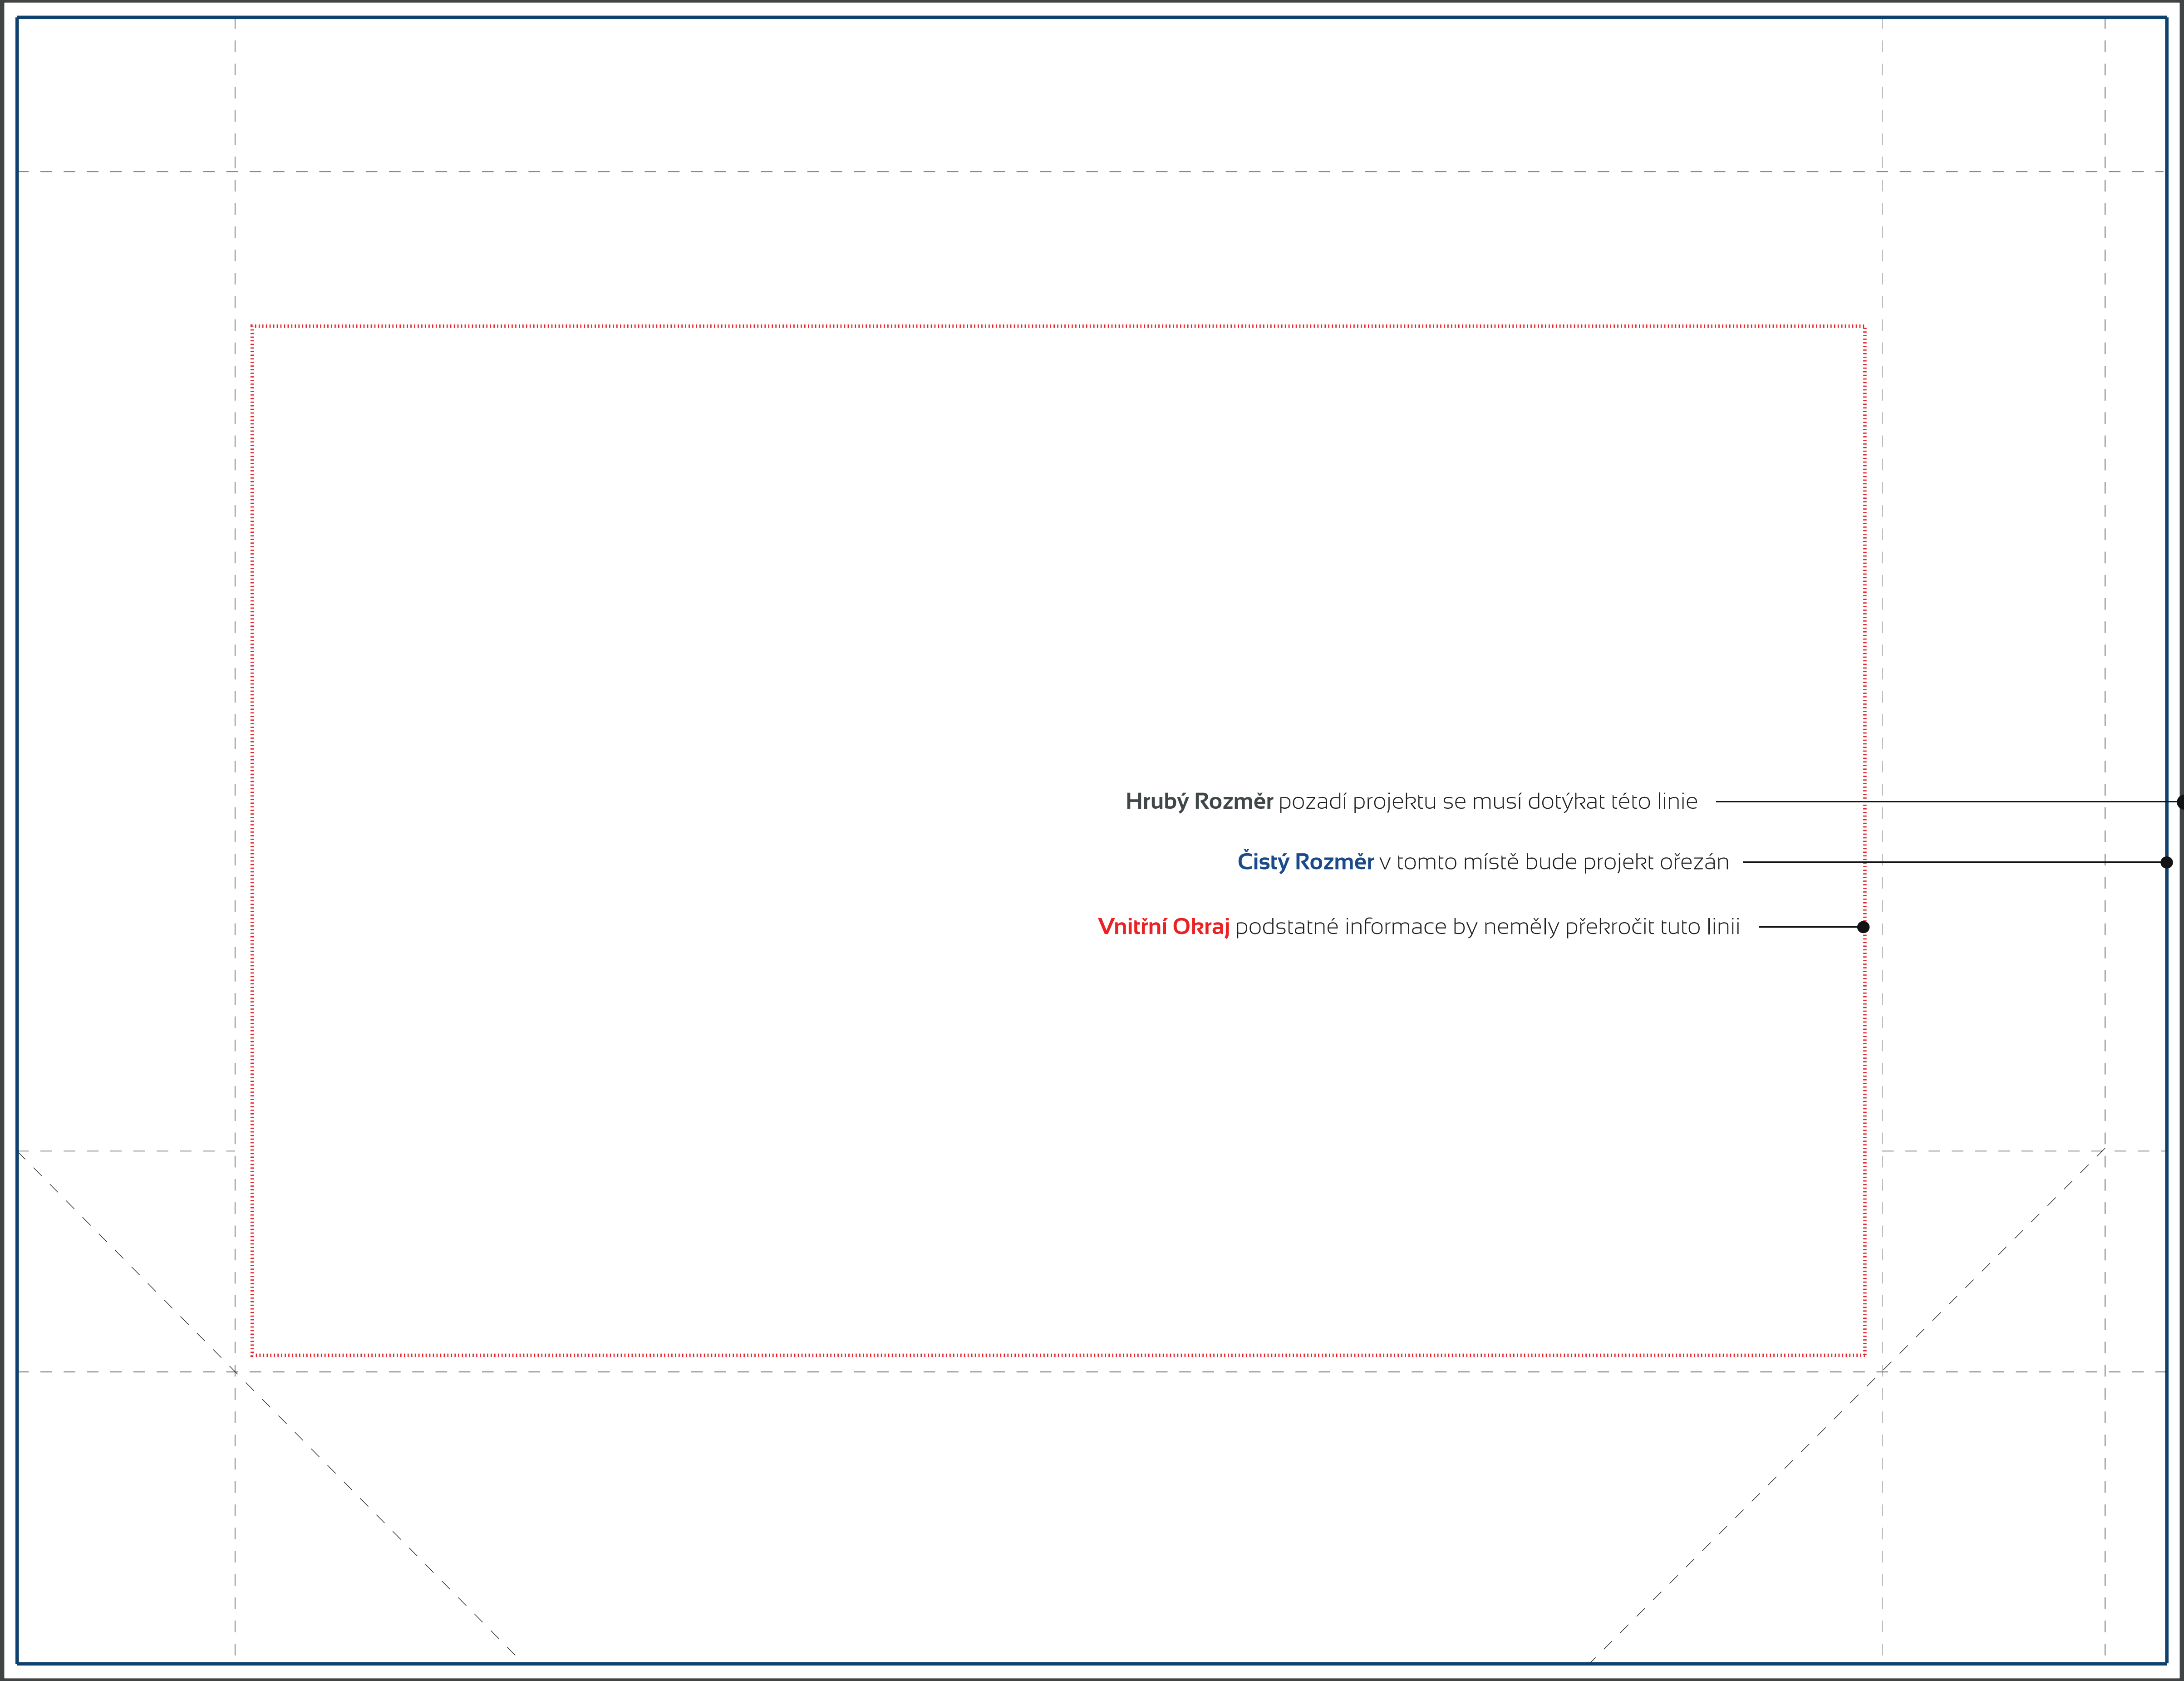 Hrubý Rozměr pozadí projektu se musí dotýkat této linie
Čistý Rozměr v tomto místě bude projekt ořezán
Vnitřní Okraj podstatné informace by neměly překročit tuto linii